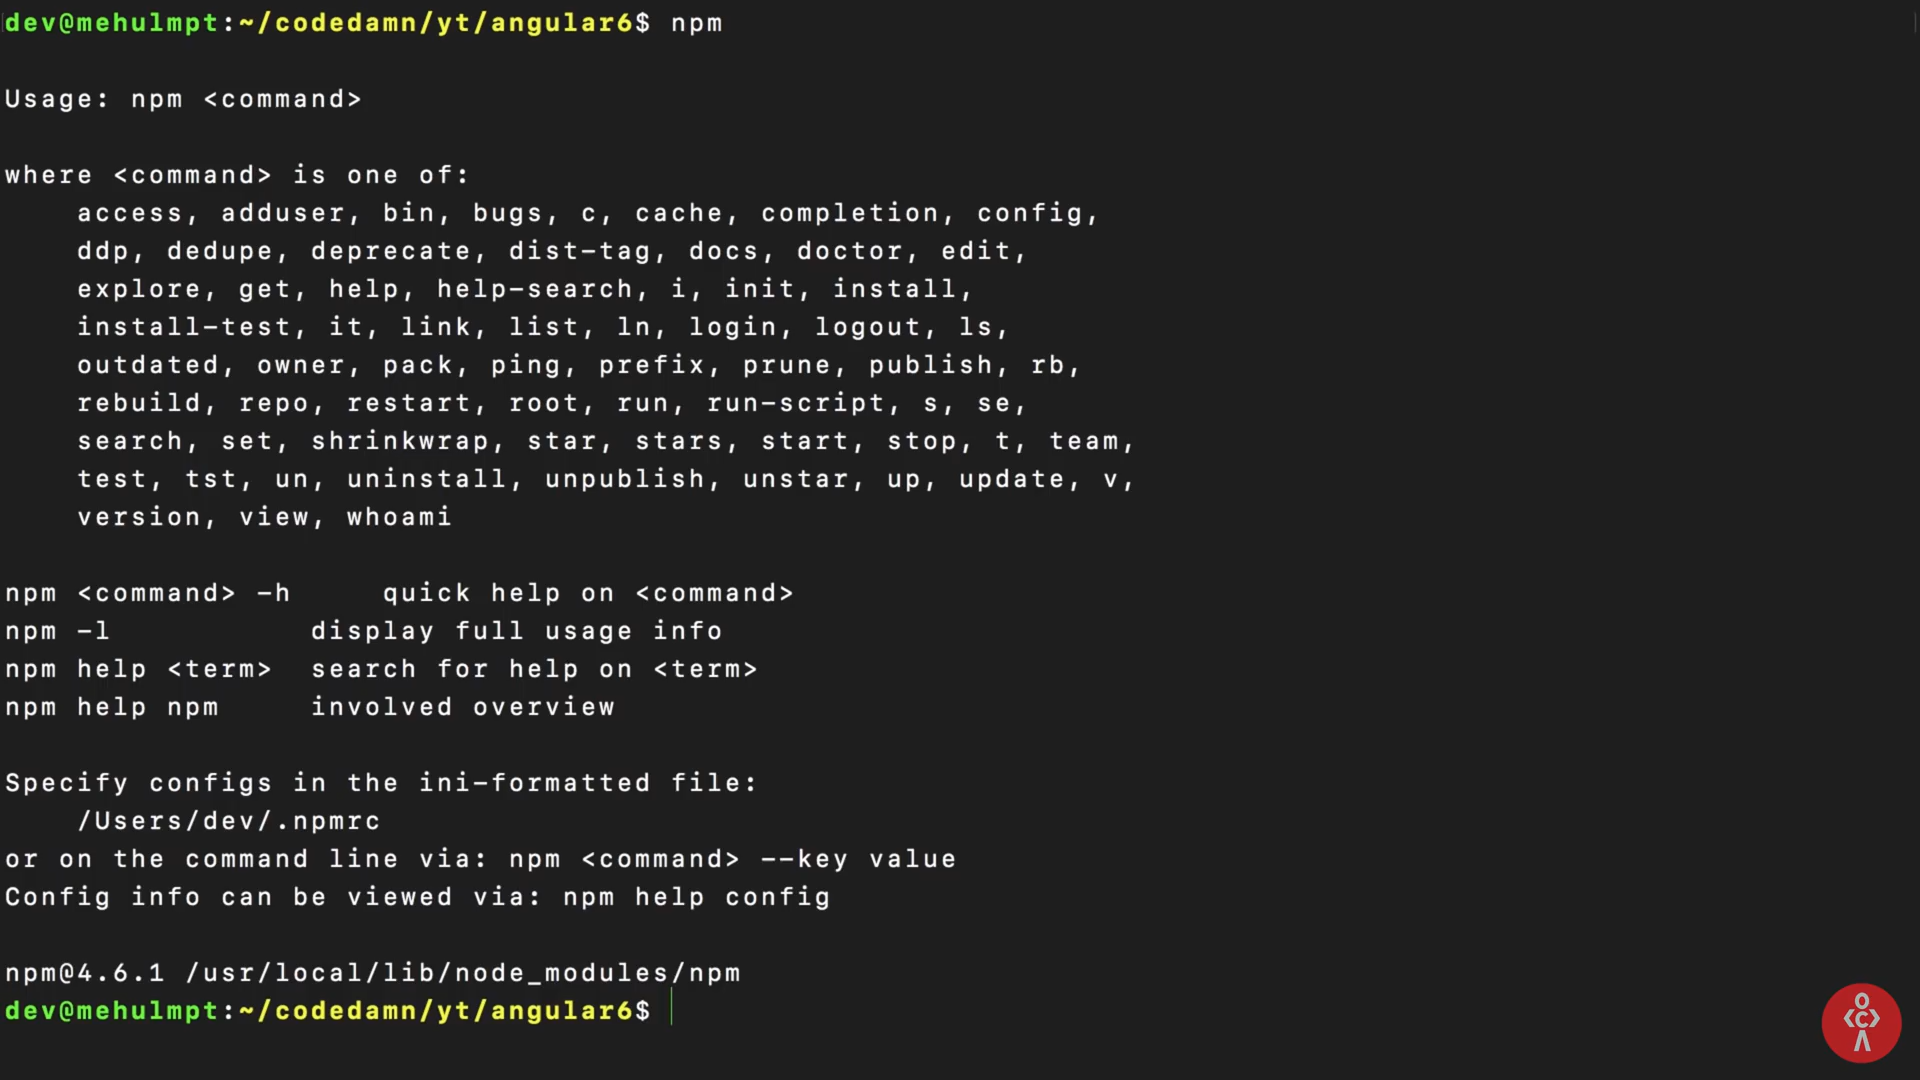 dev@mehulmpt:~/codedamn/yt/angular6$ npm
Usage: npm <command>
where <command> is one of:
access, adduser, bin, bugs, c, cache, completion, config,
ddp, dedupe, deprecate, dist-tag, docs, doctor, edit,
explore, get, help, help-search, i, init, install,
install-test, it, link, list, ln, login, logout, ls,
outdated, owner, pack, ping, prefix, prune, publish, rb,
rebuild, repo, restart, root, run, run-script, s, se,
search, set, shrinkwrap, star, stars, start, stop, t, team,
test, tst, un, uninstall, unpublish, unstar, up, update, v,
version, view, whoami
npm <command> -h     quick help on <command>
npm -l           display full usage info
npm help <term>  search for help on <term>
npm help npm     involved overview
Specify configs in the ini-formatted file:
/Users/dev/.npmrc
or on the command line via: npm <command> --key value
Config info can be viewed via: npm help config
npm@4.6.1 /usr/local/lib/node_modules/npm
dev@mehulmpt:~/codedamn/yt/angular6$